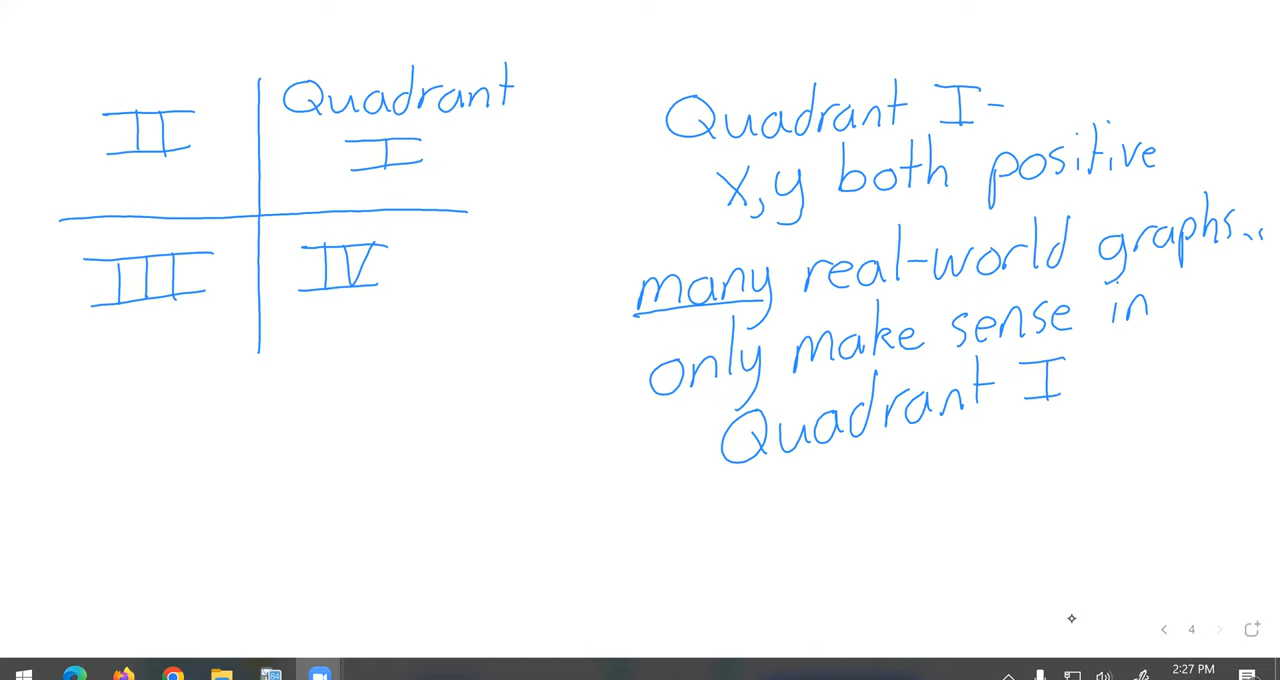 II
Quadrant
I
III
IV
Quadrant I-
x,y both positive
many real-world graphs...
only make sense in
Quadrant I
4
2:27 PM